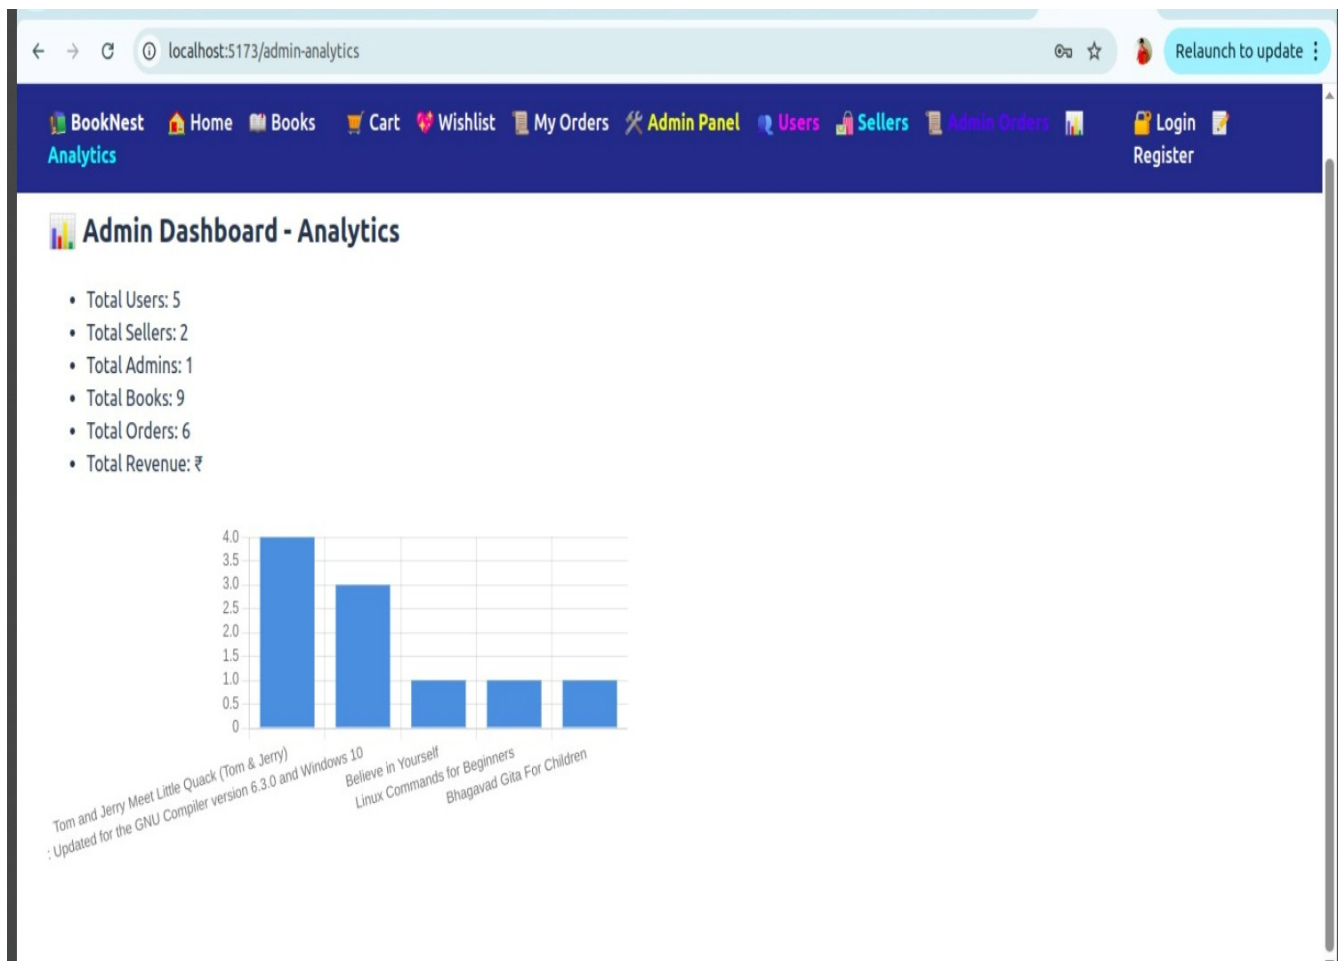 localhost:5173/admin-analytics
Relaunch to update
BookNest Home Books Cart Wishlist My Orders Admin Panel Users Sellers Admin Orders
Analytics
Login
Register
Admin Dashboard - Analytics
• Total Users: 5
• Total Sellers: 2
• Total Admins: 1
• Total Books: 9
• Total Orders: 6
• Total Revenue: ₹
4.0
3.5
3.0
2.5
2.0
1.5
1.0
0.5
0
Tom and Jerry Meet Little Quack (Tom & Jerry)
: Updated for the GNU Compiler version 6.3.0 and Windows 10
Believe in Yourself
Linux Commands for Beginners
Bhagavad Gita For Children